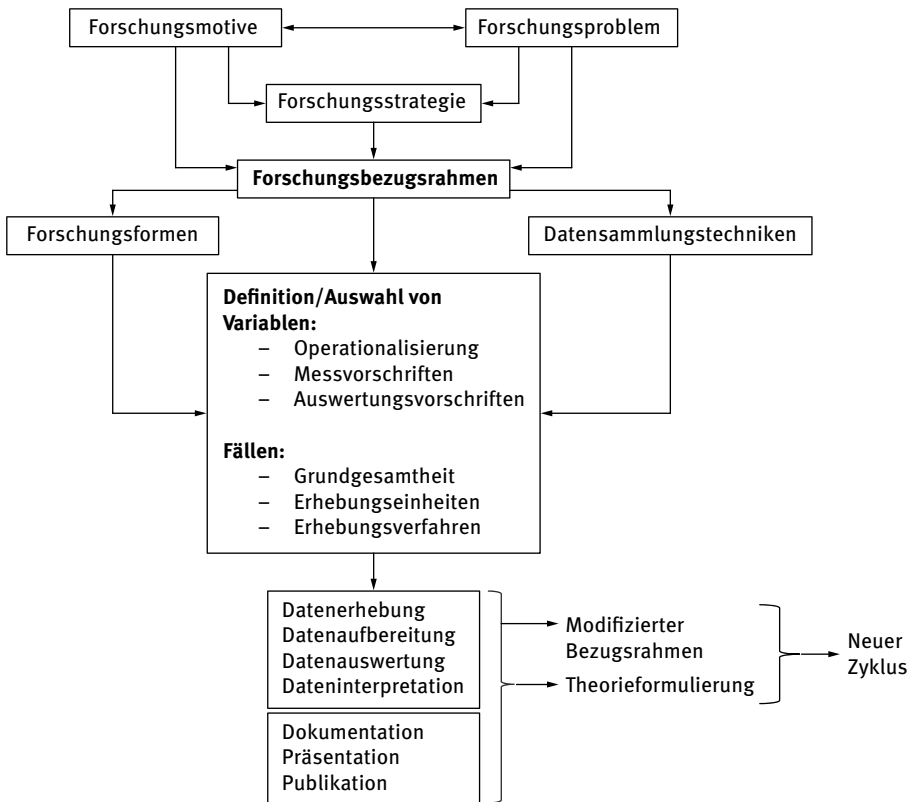 Forschungsmotive
Forschungsproblem
Forschungsstrategie
Forschungsbezugsrahmen
Forschungsformen
Datensammlungstechniken
Definition/Auswahl von
Variablen:
– Operationalisierung
– Messvorschriften
– Auswertungsvorschriften
Fällen:
– Grundgesamtheit
– Erhebungseinheiten
– Erhebungsverfahren
Datenerhebung
Datenaufbereitung
Datenauswertung
Dateninterpretation
Dokumentation
Präsentation
Publikation
Modifizierter
Bezugsrahmen
Theorieformulierung
Neuer
Zyklus